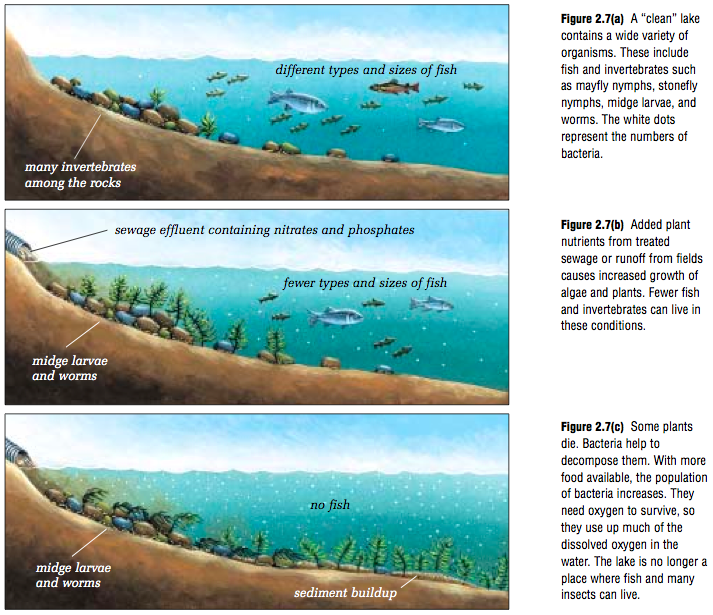 different types and sizes of fish
many invertebrates
among the rocks
Figure 2.7(a) A “clean” lake
contains a wide variety of
organisms. These include
fish and invertebrates such
as mayfly nymphs, stonefly
nymphs, midge larvae, and
worms. The white dots
represent the numbers of
bacteria.
sewage effluent containing nitrates and phosphates
fewer types and sizes of fish
midge larvae
and worms
Figure 2.7(b) Added plant
nutrients from treated
sewage or runoff from fields
causes increased growth of
algae and plants. Fewer fish
and invertebrates can live in
these conditions.
no fish
midge larvae
and worms
sediment buildup
Figure 2.7(c) Some plants
die. Bacteria help to
decompose them. With more
food available, the population
of bacteria increases. They
need oxygen to survive, so
they use up much of the
dissolved oxygen in the
water. The lake is no longer a
place where fish and many
insects can live.